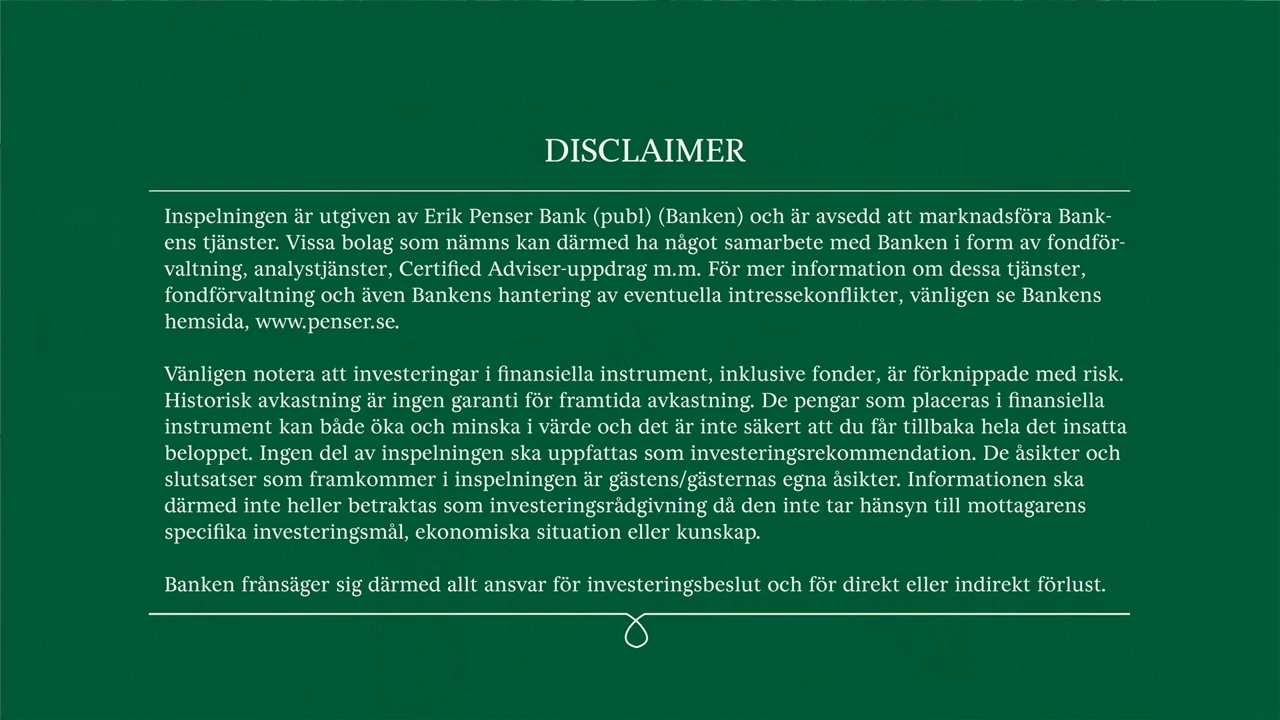 DISCLAIMER
Inspelningen är utgiven av Erik Penser Bank (publ) (Banken) och är avsedd att marknadsföra Bank-
ens tjänster. Vissa bolag som nämns kan därmed ha något samarbete med Banken i form av fondför-
valtning, analystjänster, Certified Adviser-uppdrag m.m. För mer information om dessa tjänster,
fondförvaltning och även Bankens hantering av eventuella intressekonflikter, vänligen se Bankens
hemsida, www.penser.se.
Vänligen notera att investeringar i finansiella instrument, inklusive fonder, är förknippade med risk.
Historisk avkastning är ingen garanti för framtida avkastning. De pengar som placeras i finansiella
instrument kan både öka och minska i värde och det är inte säkert att du får tillbaka hela det insatta
beloppet. Ingen del av inspelningen ska uppfattas som investeringsrekommendation. De åsikter och
slutsatser som framkommer i inspelningen är gästens/gästernas egna åsikter. Informationen ska
därmed inte heller betraktas som investeringsrådgivning då den inte tar hänsyn till mottagarens
specifika investeringsmål, ekonomiska situation eller kunskap.
Banken frånsäger sig därmed allt ansvar för investeringsbeslut och för direkt eller indirekt förlust.